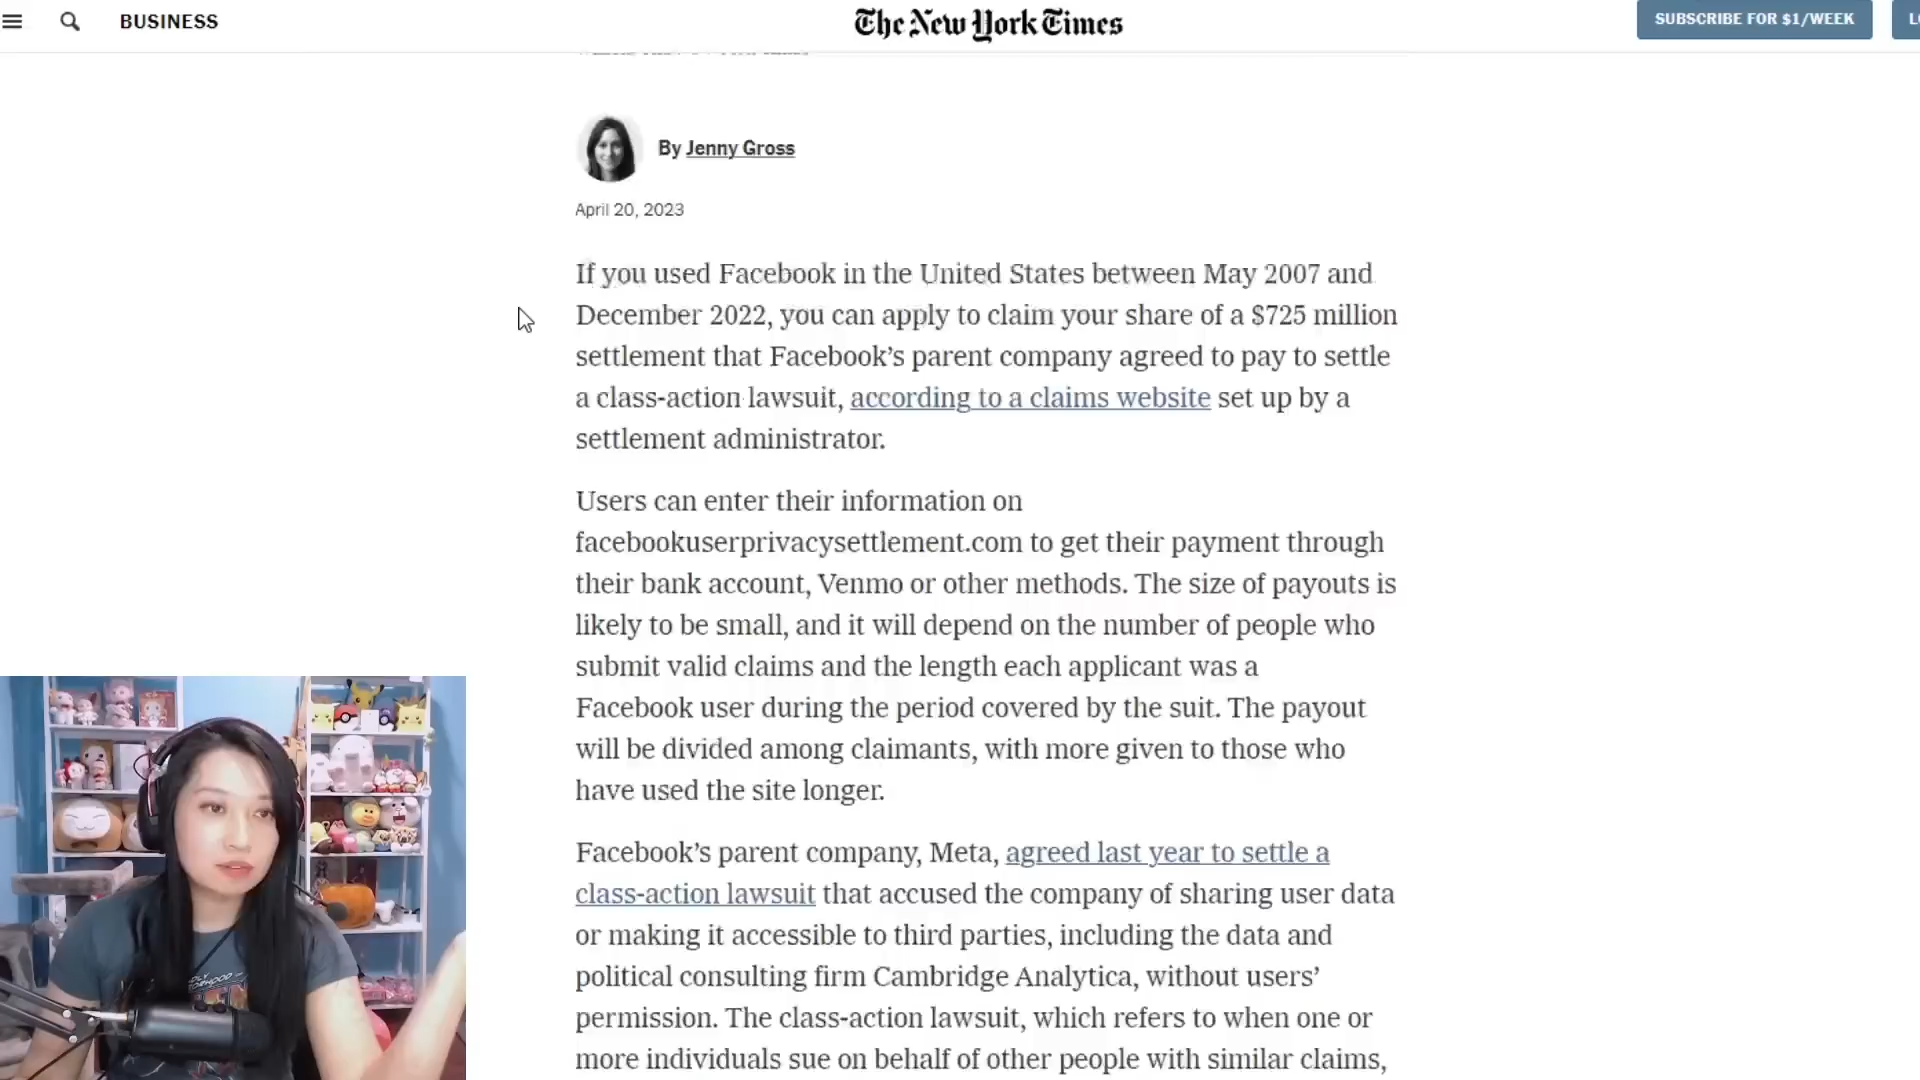 BUSINESS
The New York Times
SUBSCRIBE FOR $1/WEEK
By Jenny Gross
April 20, 2023
If you used Facebook in the United States between May 2007 and
December 2022, you can apply to claim your share of a $725 million
settlement that Facebook's parent company agreed to pay to settle
a class-action lawsuit, according to a claims website set up by a
settlement administrator.
Users can enter their information on
facebookuserprivacysettlement.com to get their payment through
their bank account, Venmo or other methods. The size of payouts is
likely to be small, and it will depend on the number of people who
submit valid claims and the length each applicant was a
Facebook user during the period covered by the suit. The payout
will be divided among claimants, with more given to those who
have used the site longer.
Facebook's parent company, Meta, agreed last year to settle a
class-action lawsuit that accused the company of sharing user data
or making it accessible to third parties, including the data and
political consulting firm Cambridge Analytica, without users'
permission. The class-action lawsuit, which refers to when one or
more individuals sue on behalf of other people with similar claims,